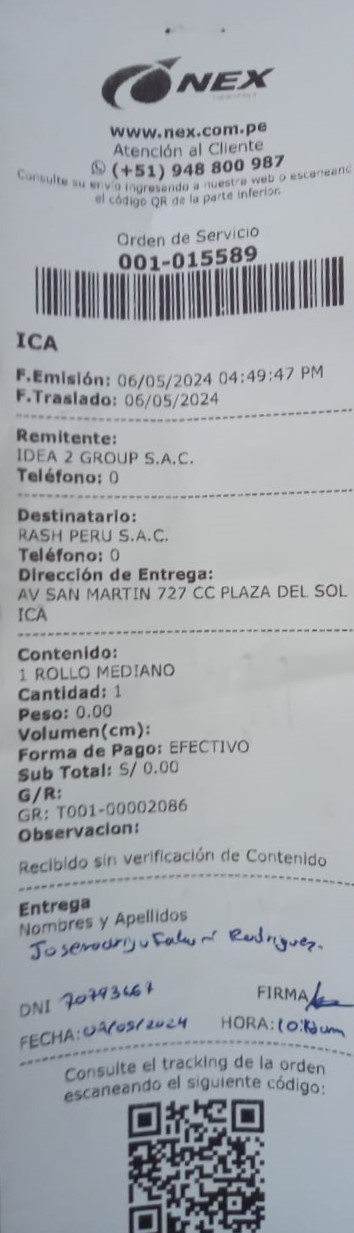 NEX
www.nex.com.pe
Atención al Cliente
(+51) 948 800 987
Consulte su envío ingresando a nuestra web o escaneand
el código QR de la parte inferior.
Orden de Servicio
001-015589
ICA
F.Emisión: 06/05/2024 04:49:47 PM
F.Traslado: 06/05/2024
Remitente:
IDEA 2 GROUP S.A.C.
Teléfono: 0
Destinatario:
RASH PERU S.A.C.
Teléfono: 0
Dirección de Entrega:
AV SAN MARTIN 727 CC PLAZA DEL SOL
ICA
Contenido:
1 ROLLO MEDIANO
Cantidad: 1
Peso: 0.00
Volumen(cm):
Forma de Pago: EFECTIVO
Sub Total: S/ 0.00
G/R:
GR: T001-00002086
Observacion:
Recibido sin verificación de Contenido
Entrega
Nombres y Apellidos
Rodriguez.
DNI
FIRMA
FECHA:
HORA:
Consulte el tracking de la orden
escaneando el siguiente código: